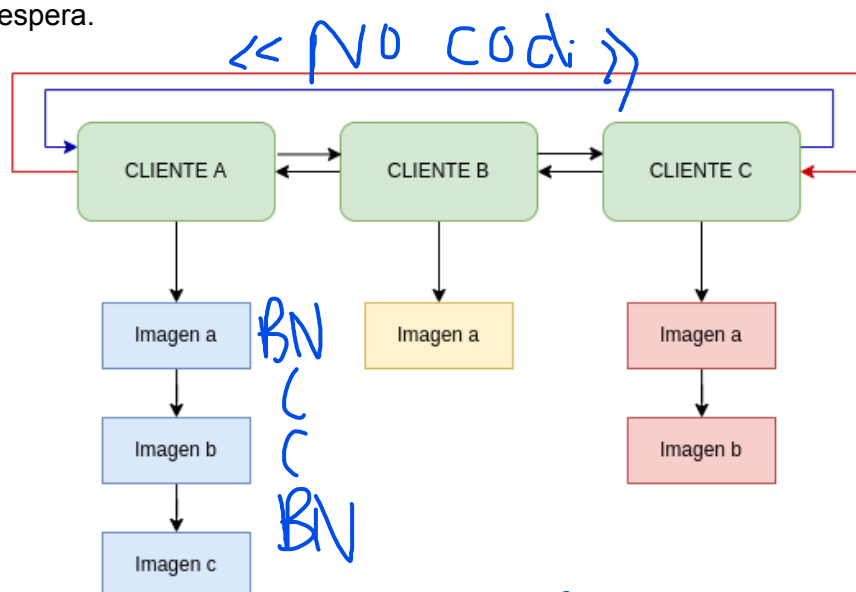 espera.
<< NO COdi >>
CLIENTE A CLIENTE B CLIENTE C
Imagen a BN Imagen a Imagen a
C
Imagen b C Imagen b
BN
Imagen c